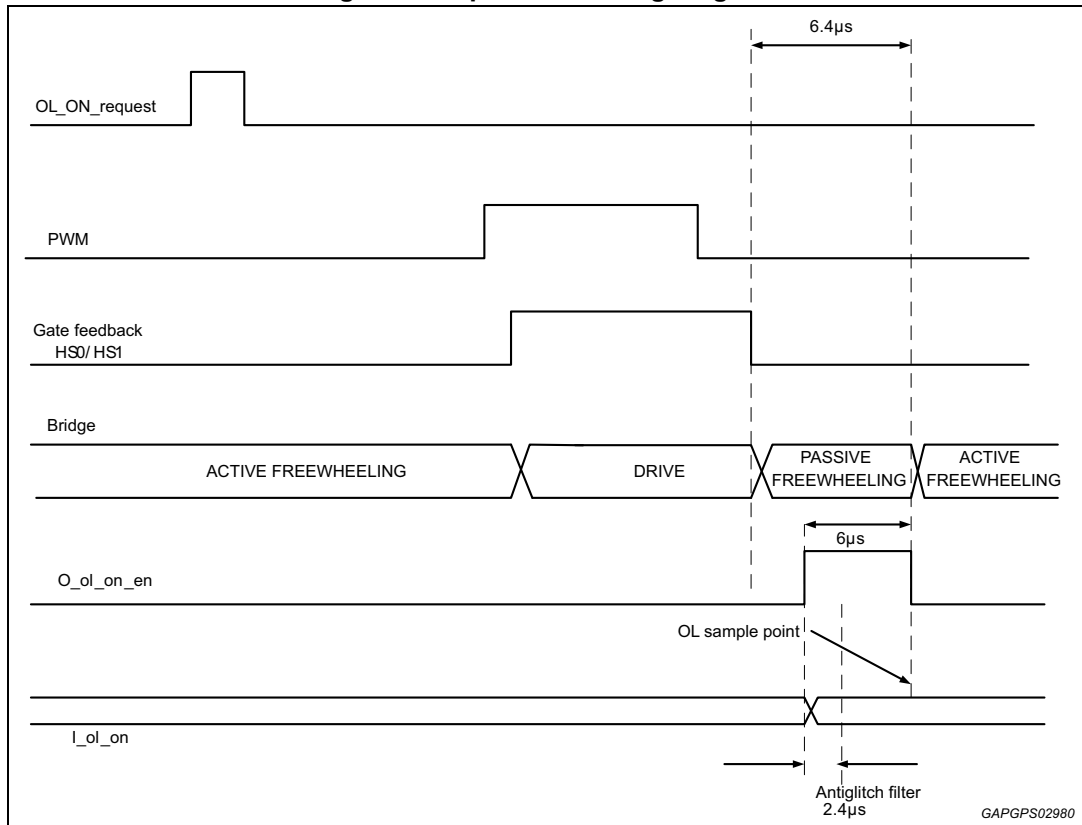 6.4µs
OL_ON_request
PWM
Gate feedback
HS0/ HS1
Bridge
ACTIVE FREEWHEELING
DRIVE
PASSIVE
FREEWHEELING
ACTIVE
FREEWHEELING
6µs
O_ol_on_en
OL sample point
I_ol_on
Antiglitch filter
2.4µs
GAPGPS02980